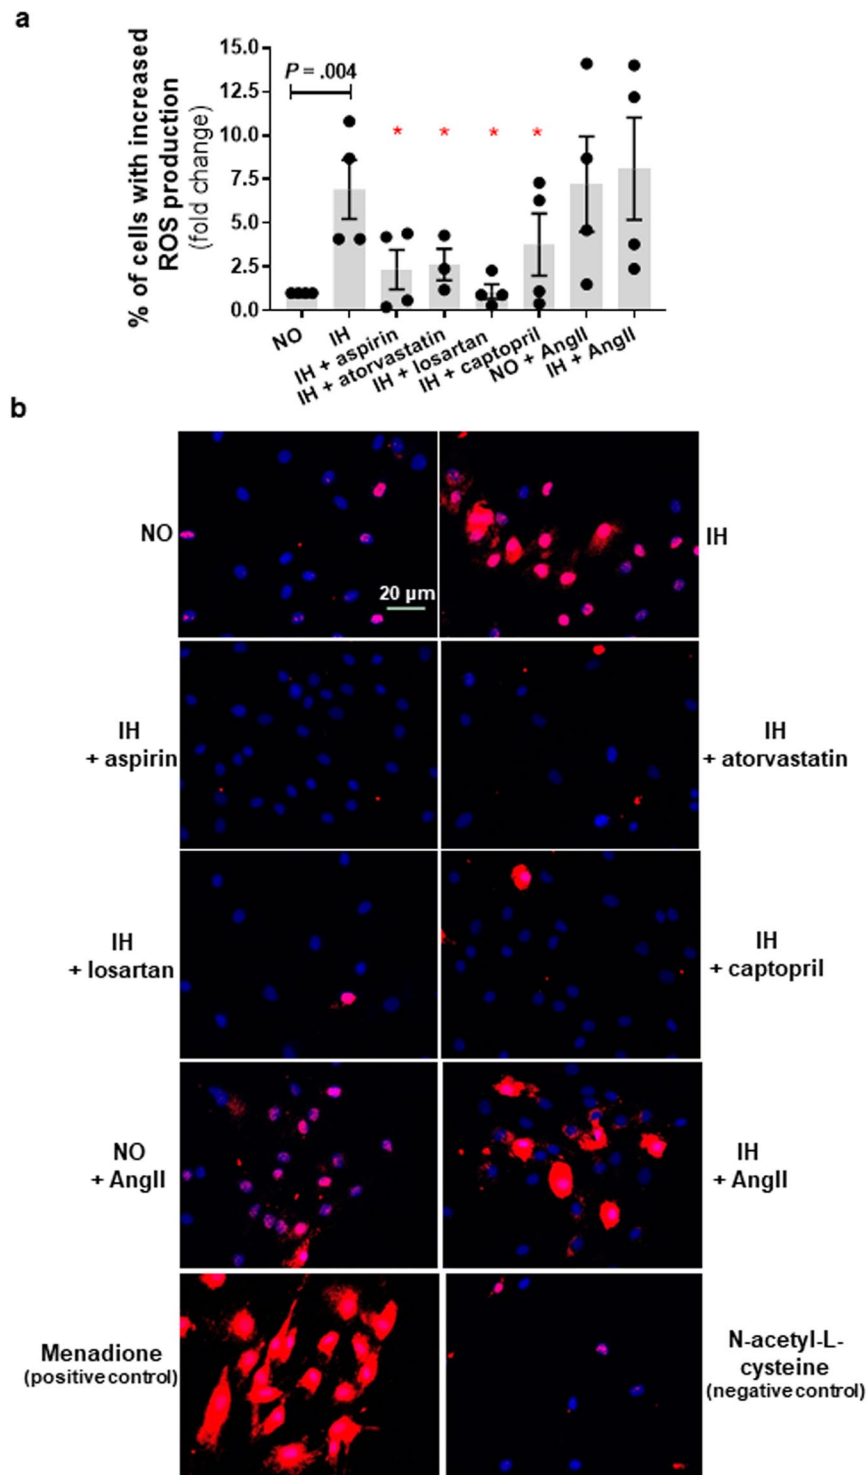 a
% of cells with increased
ROS production
(fold change)
15.0
12.5
10.0
7.5
5.0
2.5
0.0
P = .004
* * * *
NO
IH
IH + aspirin
IH + atorvastatin
IH + losartan
IH + captopril
NO + AngII
IH + AngII
b
NO
20 µm
IH
IH
+ aspirin
IH
+ atorvastatin
IH
+ losartan
IH
+ captopril
NO
+ AngII
IH
+ AngII
Menadione
(positive control)
N-acetyl-L-
cysteine
(negative control)